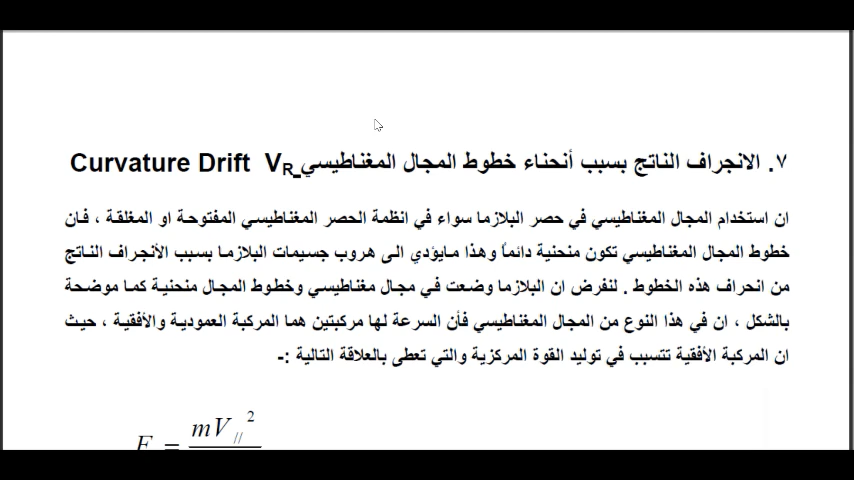 ٧. الانجراف الناتج بسبب أنحناء خطوط المجال المغناطيسي Curvature Drift V_R
ان استخدام المجال المغناطيسي في حصر البلازما سواء في انظمة الحصر المغناطيسي المفتوحة او المغلقة ، فان
خطوط المجال المغناطيسي تكون منحنية دائماً وهذا مايؤدي الى هروب جسيمات البلازما بسبب الأنجراف الناتج
من انحراف هذه الخطوط . لنفرض ان البلازما وضعت في مجال مغناطيسي وخطوط المجال منحنية كما موضحة
بالشكل ، ان في هذا النوع من المجال المغناطيسي فأن السرعة لها مركبتين هما المركبة العمودية والأفقية ، حيث
ان المركبة الأفقية تتسبب في توليد القوة المركزية والتي تعطى بالعلاقة التالية :-
F = mV//²